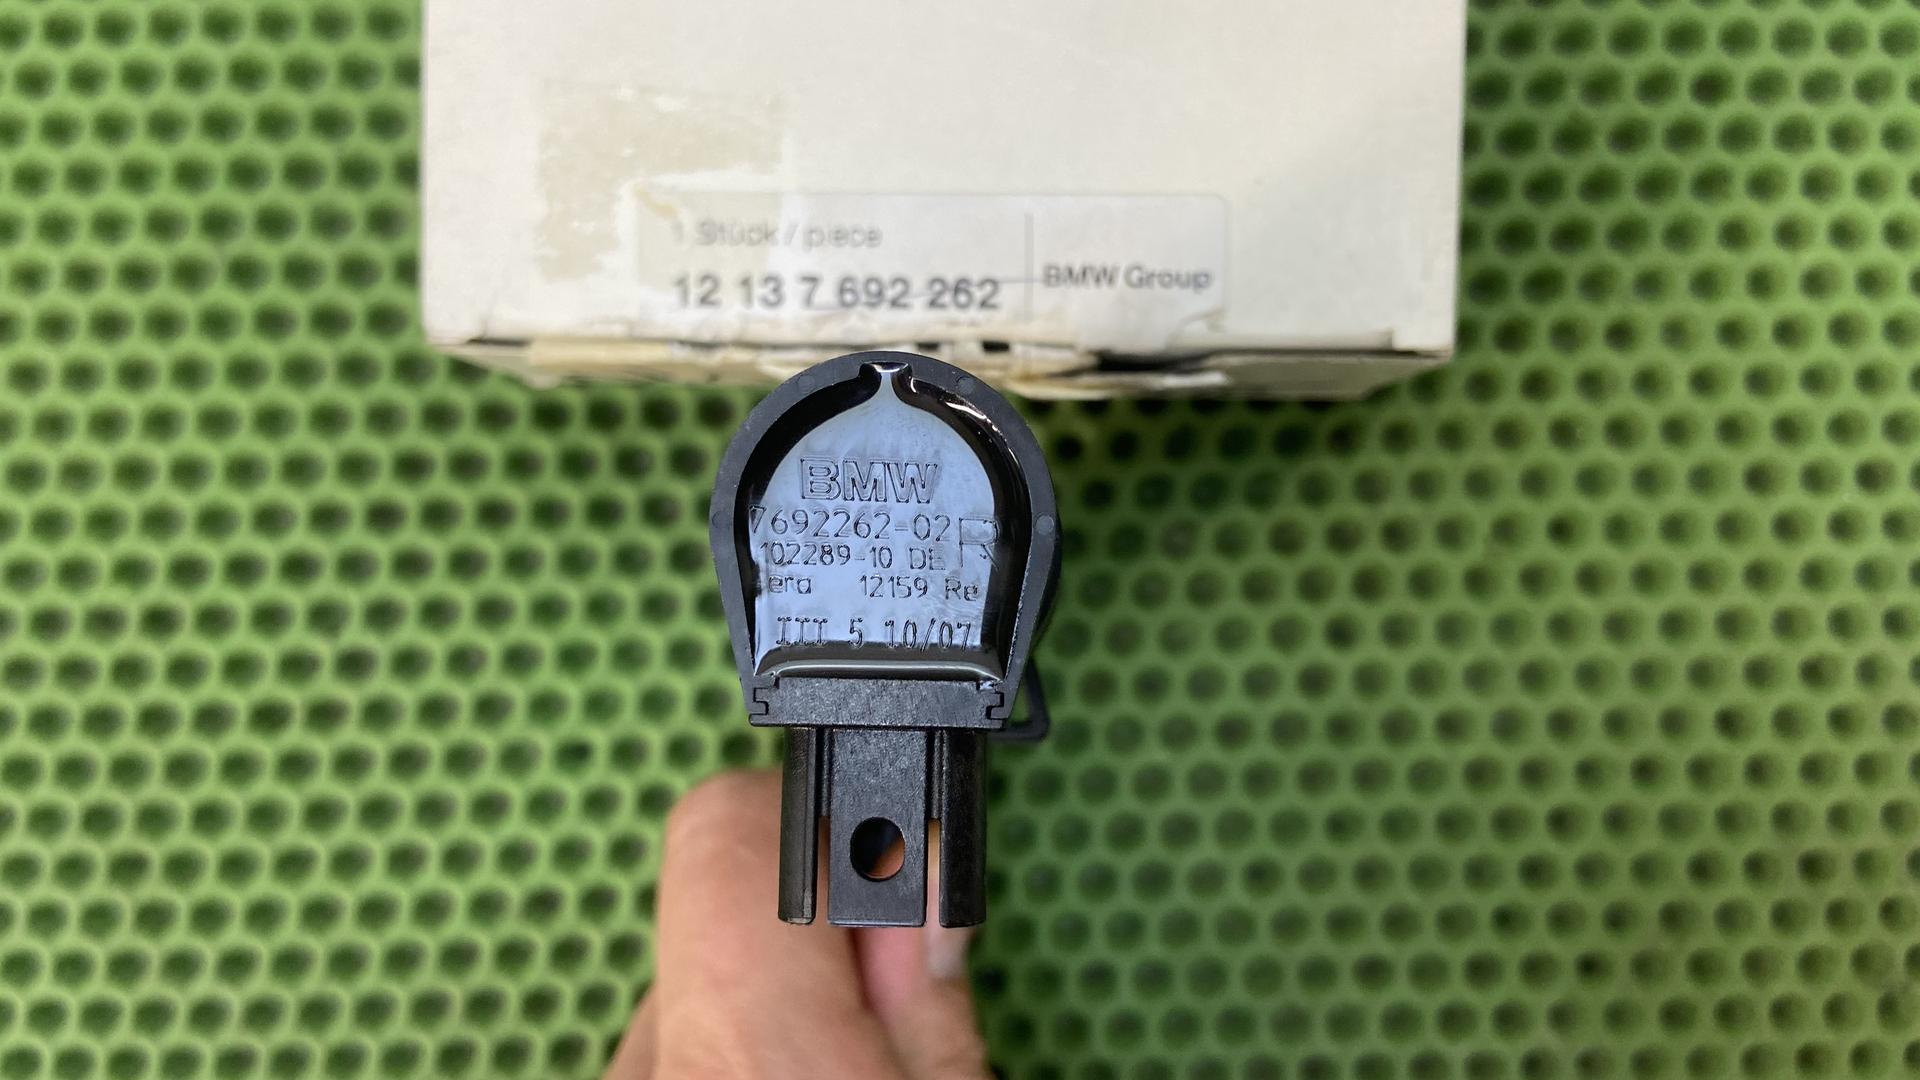 1 Stück / piece
12 13 7 692 262
BMW Group
BMW
7692262-02
R
102289-10 DE
era 12159 Re
III 5 10/07